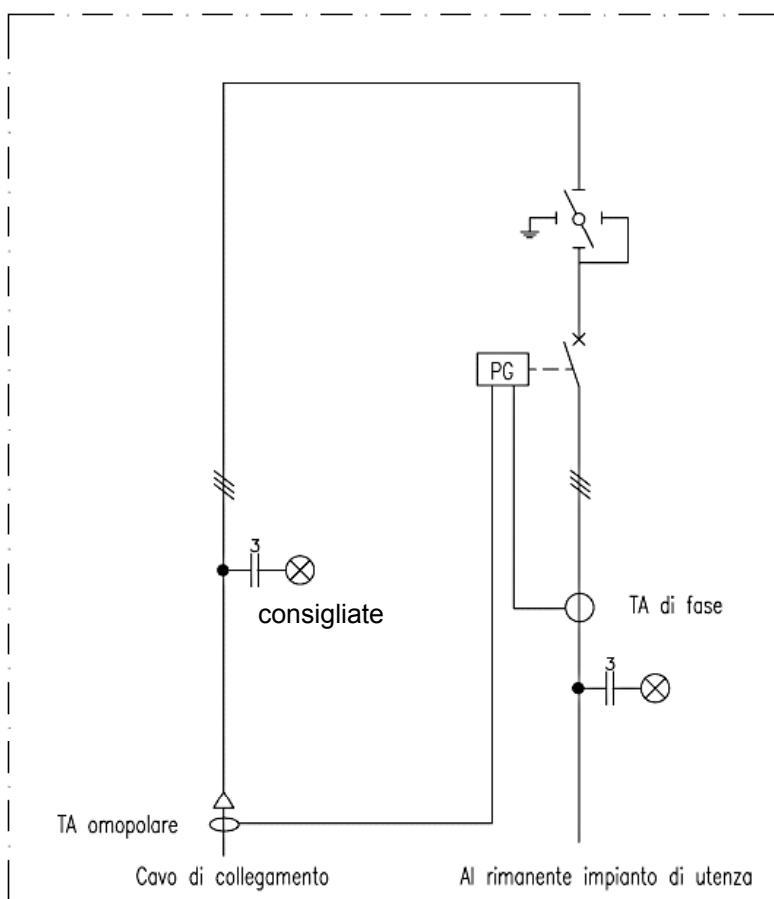 PG
3
consigliate
TA di fase
3
TA omopolare
Cavo di collegamento
Al rimanente impianto di utenza